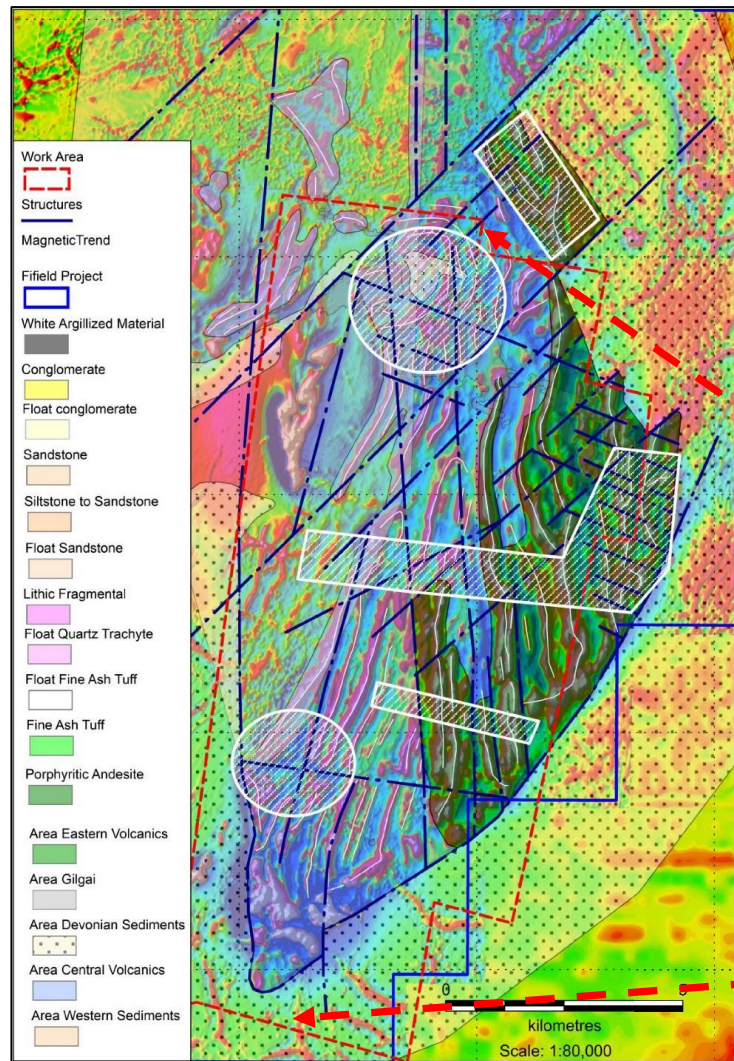 Work Area
Structures
MagneticTrend
Fifield Project
White Argillized Material
Conglomerate
Float conglomerate
Sandstone
Siltstone to Sandstone
Float Sandstone
Lithic Fragmental
Float Quartz Trachyte
Float Fine Ash Tuff
Fine Ash Tuff
Porphyritic Andesite
Area Eastern Volcanics
Area Gilgai
Area Devonian Sediments
Area Central Volcanics
Area Western Sediments
0
kilometres
Scale: 1:80,000